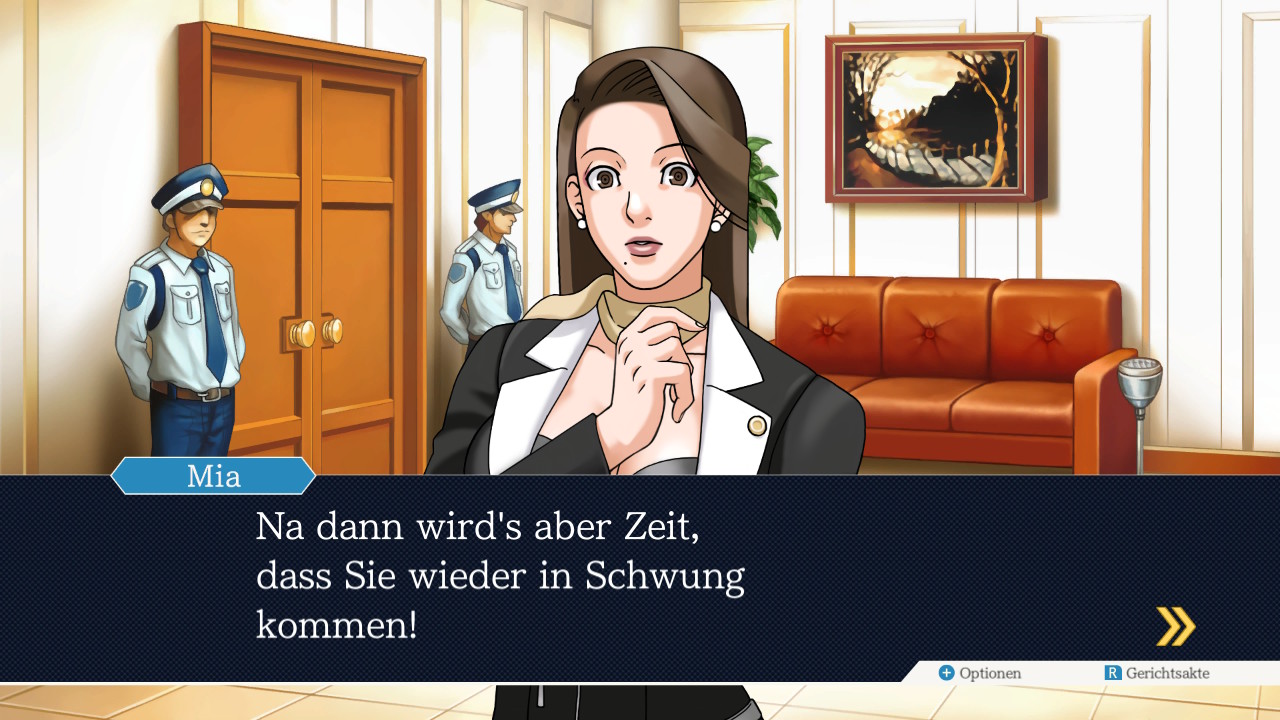 Mia
Na dann wird's aber Zeit,
dass Sie wieder in Schwung
kommen!
Optionen
R Gerichtsakte